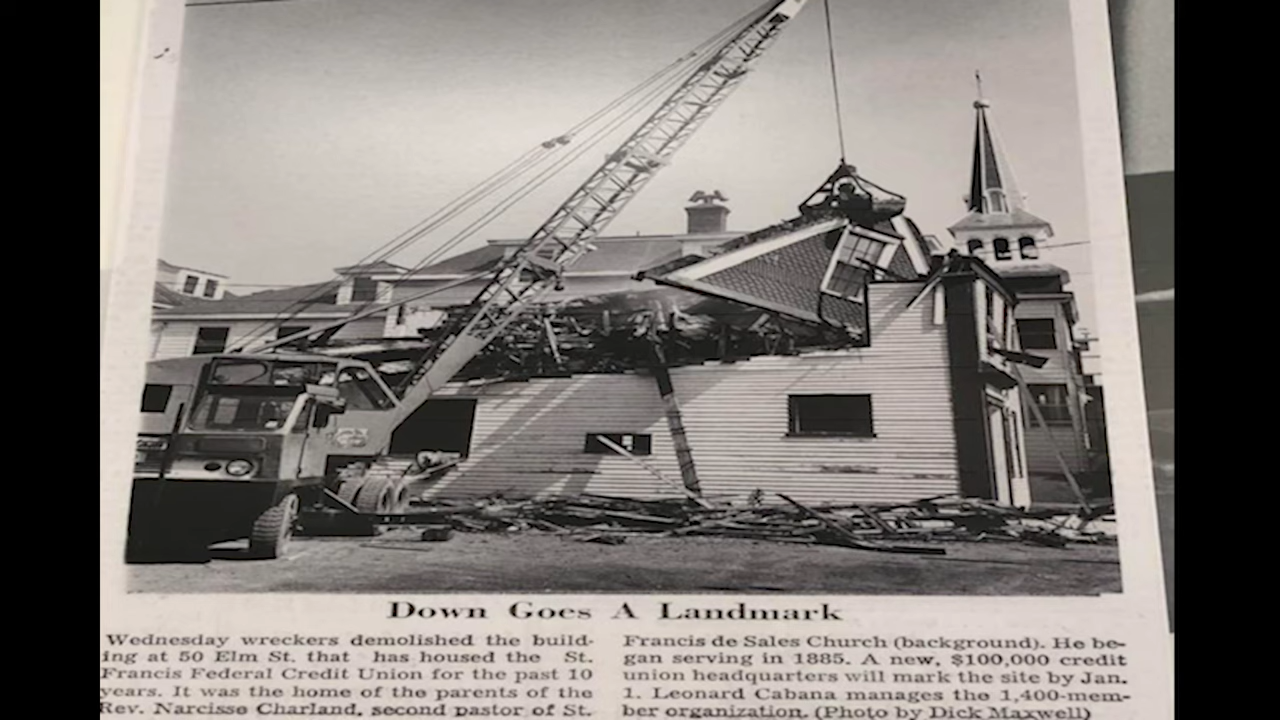 Down Goes A Landmark
Wednesday wreckers demolished the build-
ing at 50 Elm St. that has housed the St.
Francis Federal Credit Union for the past 10
years. It was the home of the parents of the
Rev. Narcisse Charland, second pastor of St.
Francis de Sales Church (background). He be-
gan serving in 1885. A new, $100,000 credit
union headquarters will mark the site by Jan.
1. Leonard Cabana manages the 1,400-mem-
ber organization. (Photo by Dick Maxwell)